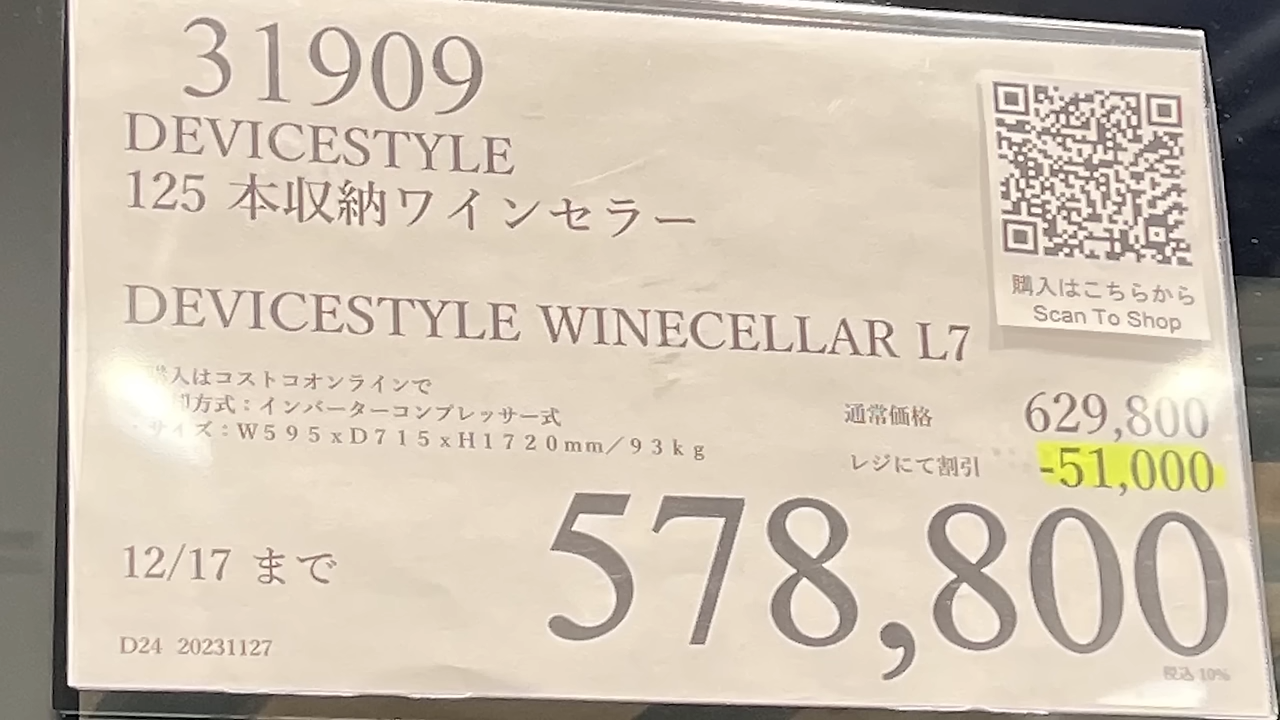 31909
DEVICESTYLE
125 本収納ワインセラー
購入はこちらから
Scan To Shop
DEVICESTYLE WINECELLAR L7
購入はコストコオンラインで
方式：インバーターコンプレッサー式
・サイズ：W595xD715xH1720mm／93kg
通常価格 629,800
レジにて割引 -51,000
578,800
12/17 まで
D24 20231127
税込 10%